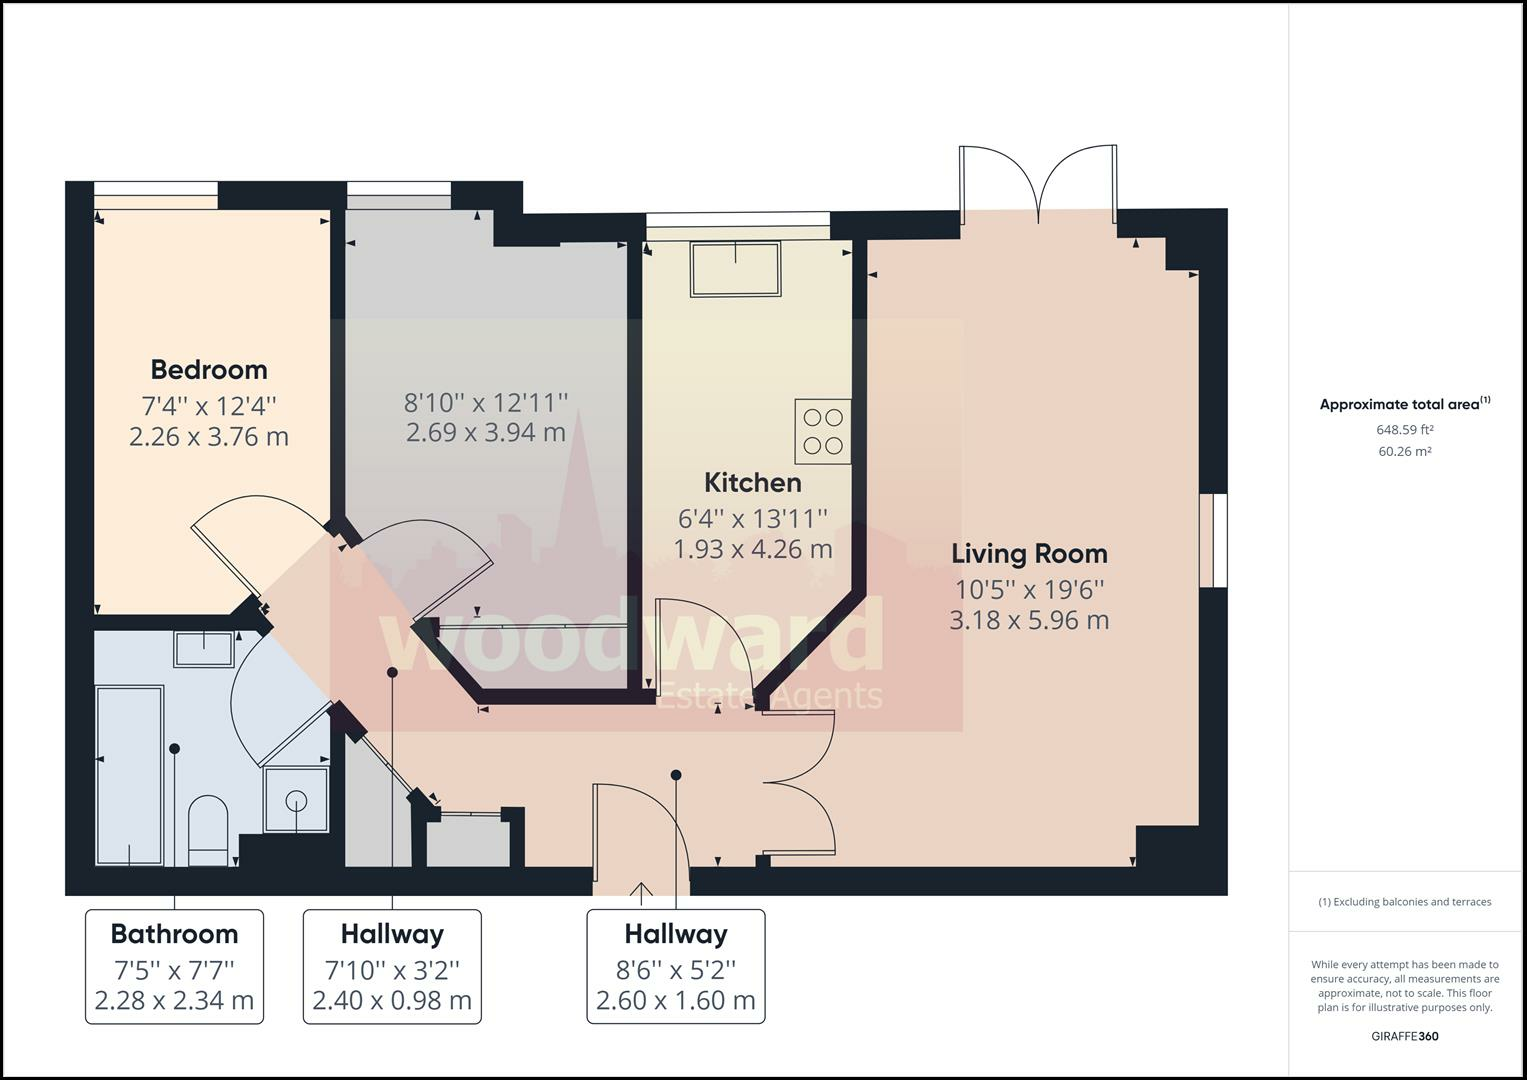 Bedroom
7'4'' x 12'4''
2.26 x 3.76 m
8'10'' x 12'11''
2.69 x 3.94 m
Kitchen
6'4'' x 13'11''
1.93 x 4.26 m
Living Room
10'5'' x 19'6''
3.18 x 5.96 m
woodward
Estate Agents
Bathroom
7'5'' x 7'7''
2.28 x 2.34 m
Hallway
7'10'' x 3'2''
2.40 x 0.98 m
Hallway
8'6'' x 5'2''
2.60 x 1.60 m
Approximate total area(1)
648.59 ft²
60.26 m²
(1) Excluding balconies and terraces
While every attempt has been made to
ensure accuracy, all measurements are
approximate, not to scale. This floor
plan is for illustrative purposes only.
GIRAFFE360